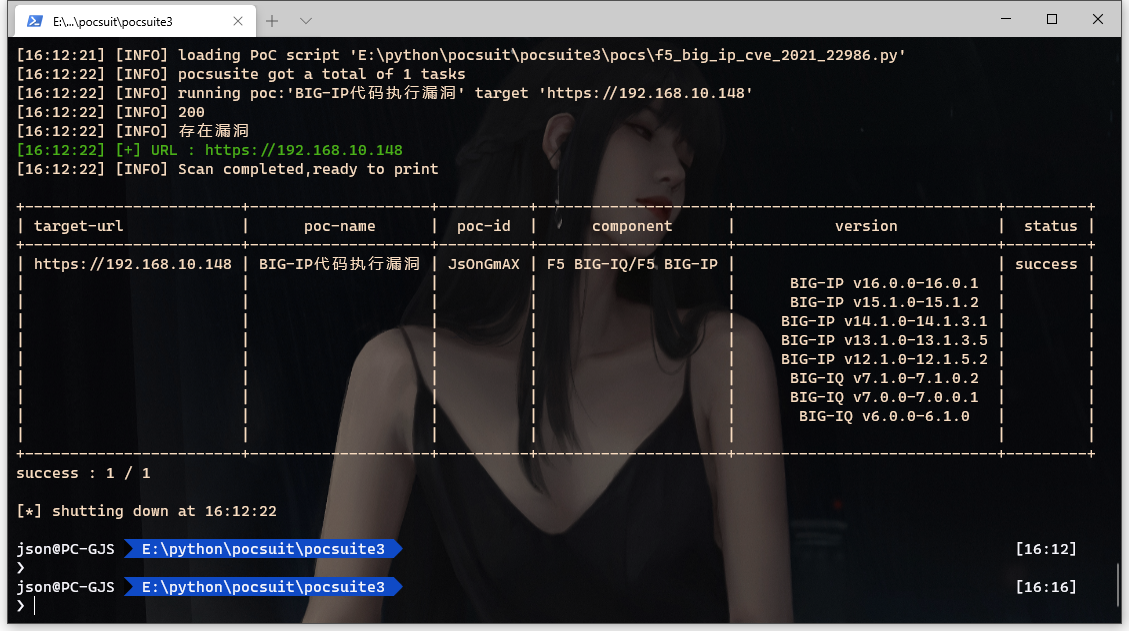 E:\...\pocsuit\pocsuite3
[16:12:21] [INFO] loading PoC script 'E:\python\pocsuit\pocsuite3\pocs\f5_big_ip_cve_2021_22986.py'
[16:12:22] [INFO] pocsusite got a total of 1 tasks
[16:12:22] [INFO] running poc:'BIG-IP代码执行漏洞' target 'https://192.168.10.148'
[16:12:22] [INFO] 200
[16:12:22] [INFO] 存在漏洞
[16:12:22] [+] URL : https://192.168.10.148
[16:12:22] [INFO] Scan completed,ready to print
| target-url | poc-name | poc-id | component | version | status |
| https://192.168.10.148 | BIG-IP代码执行漏洞 | JsOnGmAX | F5 BIG-IQ/F5 BIG-IP | | success |
BIG-IP v16.0.0-16.0.1
BIG-IP v15.1.0-15.1.2
BIG-IP v14.1.0-14.1.3.1
BIG-IP v13.1.0-13.1.3.5
BIG-IP v12.1.0-12.1.5.2
BIG-IQ v7.1.0-7.1.0.2
BIG-IQ v7.0.0-7.0.0.1
BIG-IQ v6.0.0-6.1.0
success : 1 / 1
[*] shutting down at 16:12:22
json@PC-GJS E:\python\pocsuit\pocsuite3 [16:12]
❯
json@PC-GJS E:\python\pocsuit\pocsuite3 [16:16]
❯